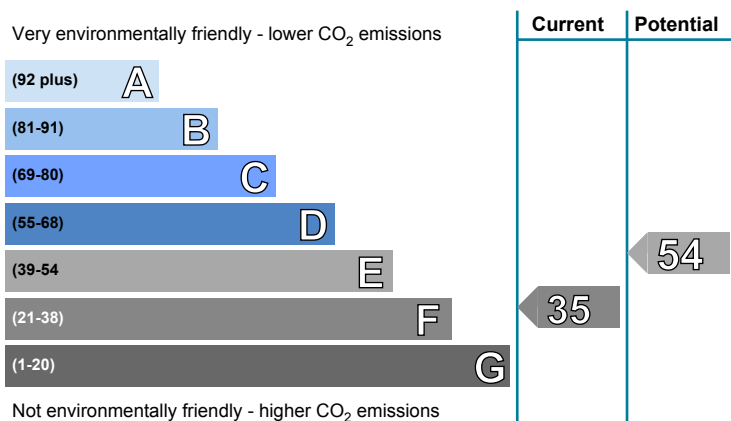 Very environmentally friendly - lower CO₂ emissions
Current
Potential
(92 plus) A
(81-91) B
(69-80) C
(55-68) D
(39-54 E
54
(21-38) F
35
(1-20) G
Not environmentally friendly - higher CO₂ emissions